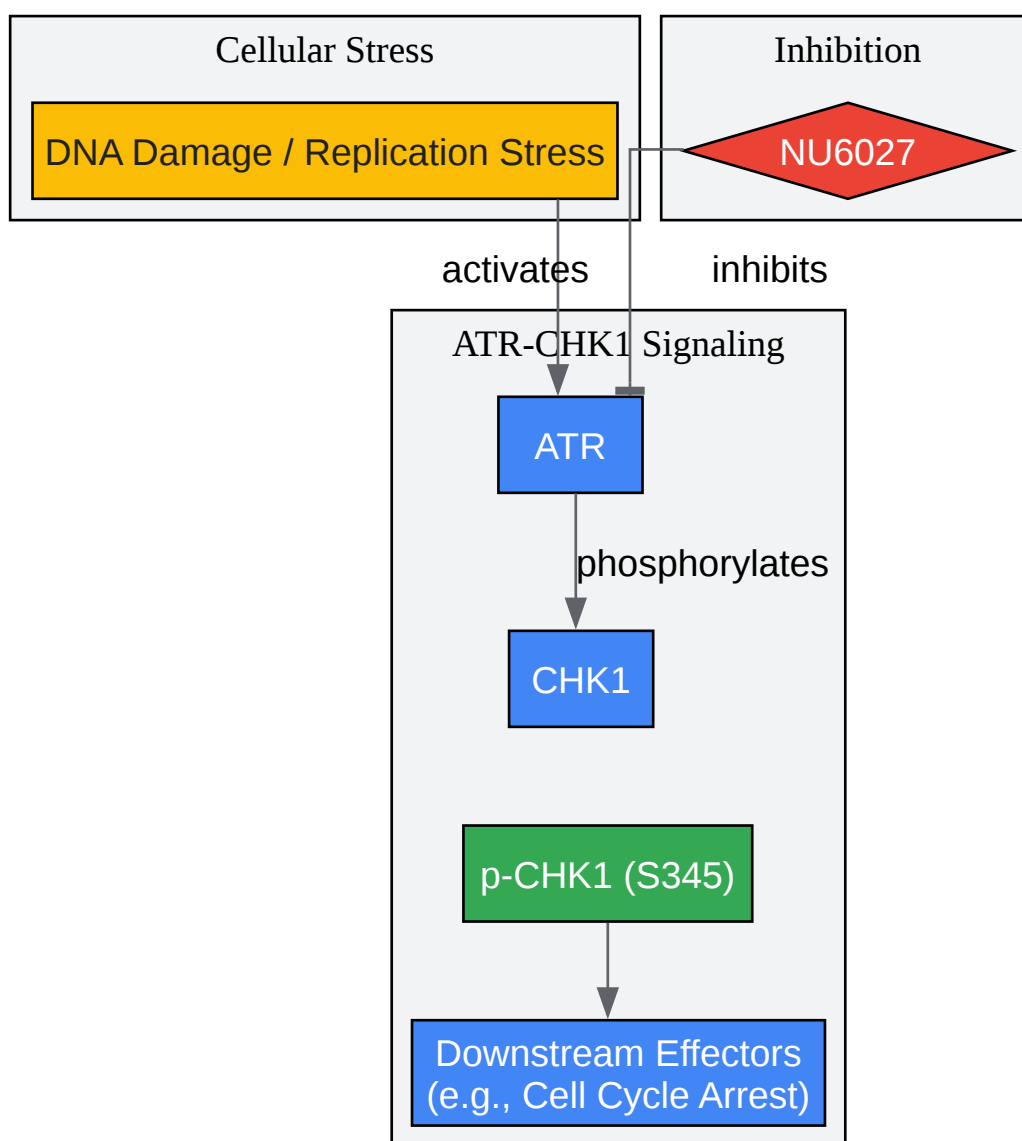 Cellular Stress
Inhibition
DNA Damage / Replication Stress
NU6027
activates
inhibits
ATR-CHK1 Signaling
ATR
phosphorylates
CHK1
p-CHK1 (S345)
Downstream Effectors
(e.g., Cell Cycle Arrest)